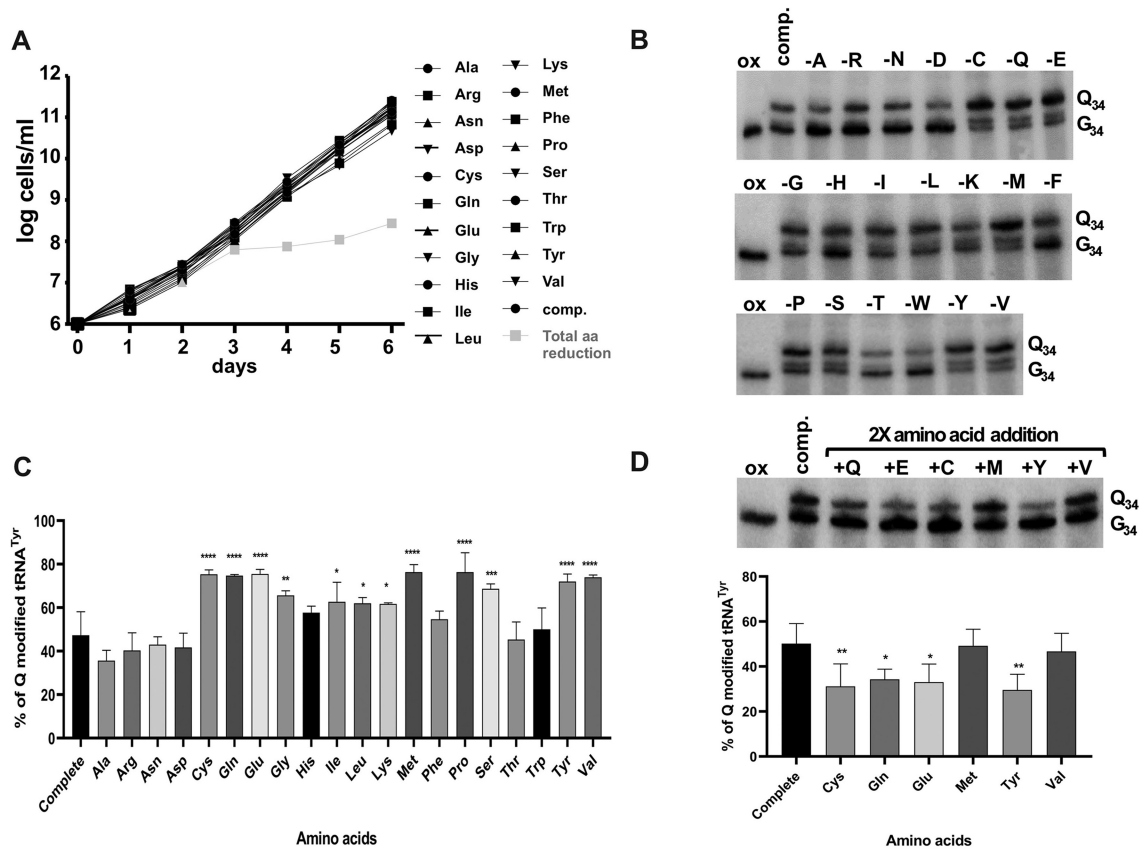 A
log cells/ml
12
11
10
9
8
7
6
0 1 2 3 4 5 6
days
Ala
Arg
Asn
Asp
Cys
Gln
Glu
Gly
His
Ile
Leu
Lys
Met
Phe
Pro
Ser
Thr
Trp
Tyr
Val
comp.
Total aa
reduction
B
ox comp. -A -R -N -D -C -Q -E
Q34
G34
ox -G -H -I -L -K -M -F
Q34
G34
ox -P -S -T -W -Y -V
Q34
G34
C
% of Q modified tRNATyr
100
80
60
40
20
0
**** **** **** ** * * * **** **** *** **** ****
Complete Ala Arg Asn Asp Cys Gln Glu Gly His Ile Leu Lys Met Phe Pro Ser Thr Trp Tyr Val
Amino acids
D
2X amino acid addition
ox comp. +Q +E +C +M +Y +V
Q34
G34
% of Q modified tRNATyr
80
60
40
20
0
** * * **
Complete Cys Gln Glu Met Tyr Val
Amino acids